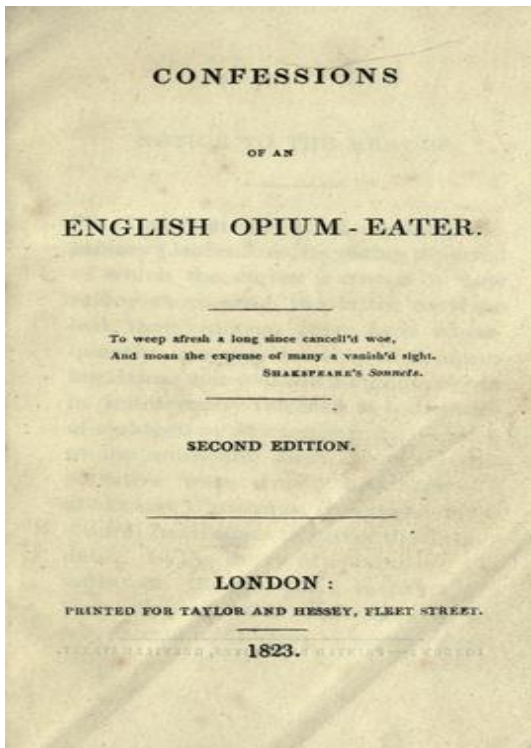 CONFESSIONS
OF AN
ENGLISH OPIUM-EATER.
To weep afresh a long since cancell'd woe,
And moan the expense of many a vanish'd sight.
SHAKSPEARE'S Sonnets.
SECOND EDITION.
LONDON:
PRINTED FOR TAYLOR AND HESSEY, FLEET STREET.
1823.